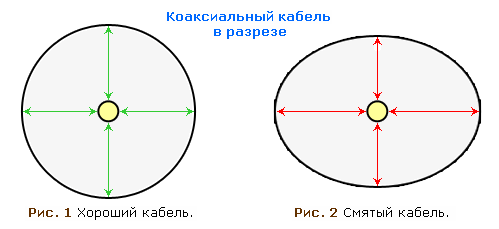 Коаксиальный кабель
в разрезе
Рис. 1 Хороший кабель.
Рис. 2 Смятый кабель.